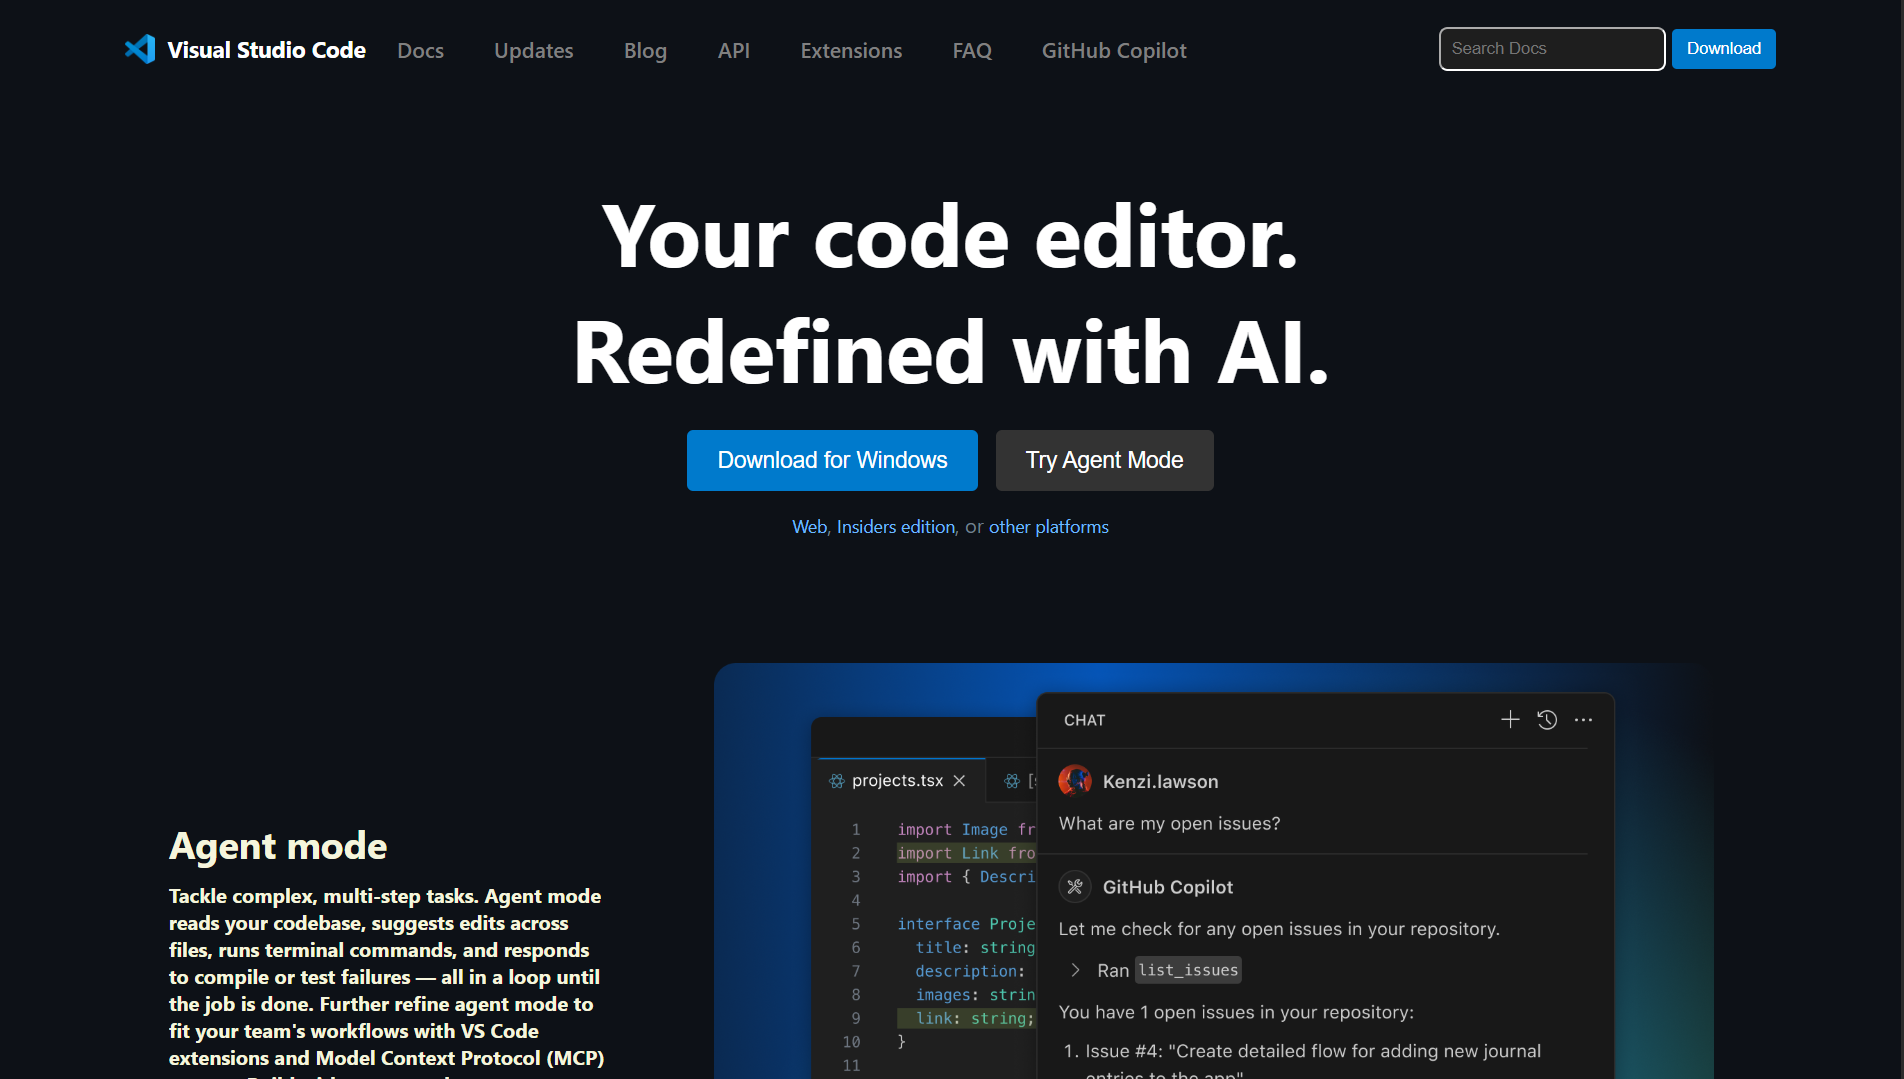 Visual Studio Code
Docs
Updates
Blog
API
Extensions
FAQ
GitHub Copilot
Search Docs
Download
Your code editor.
Redefined with AI.
Download for Windows
Try Agent Mode
Web, Insiders edition, or other platforms
Agent mode
Tackle complex, multi-step tasks. Agent mode
reads your codebase, suggests edits across
files, runs terminal commands, and responds
to compile or test failures — all in a loop until
the job is done. Further refine agent mode to
fit your team's workflows with VS Code
extensions and Model Context Protocol (MCP)
projects.tsx
1 import Image fr
2 import Link fro
3 import { Descri
4
5 interface Proje
6 title: string
7 description:
8 images: strin
9 link: string;
10 }
11
CHAT
Kenzi.lawson
What are my open issues?
GitHub Copilot
Let me check for any open issues in your repository.
Ran list_issues
You have 1 open issues in your repository:
1. Issue #4: "Create detailed flow for adding new journal
entries to the app"